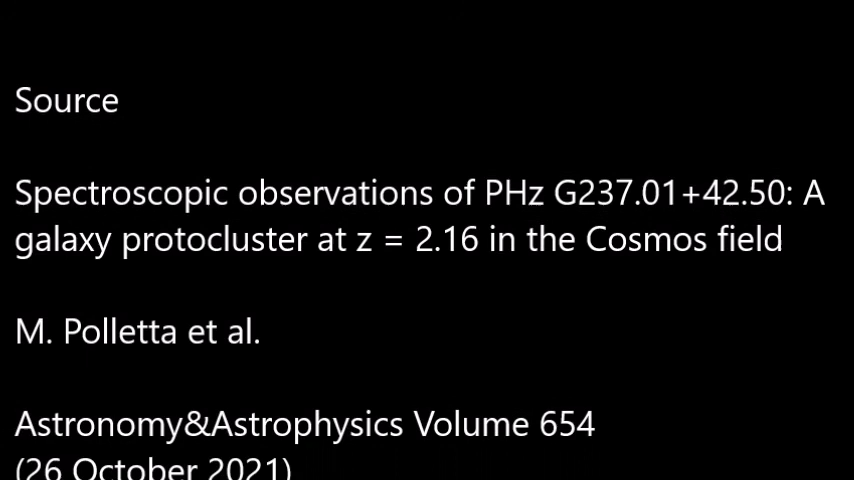 Source
Spectroscopic observations of PHz G237.01+42.50: A
galaxy protocluster at z = 2.16 in the Cosmos field
M. Polletta et al.
Astronomy&Astrophysics Volume 654
(26 October 2021)